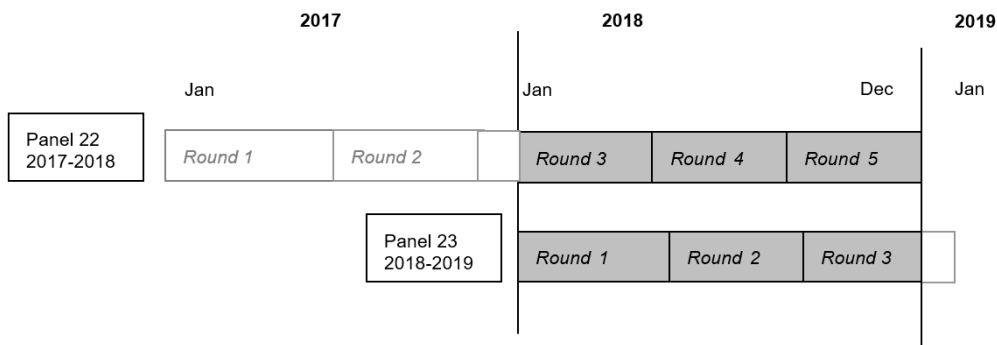 2017 2018 2019
Jan Jan Dec Jan
Panel 22
2017-2018
Round 1 Round 2 Round 3 Round 4 Round 5
Panel 23
2018-2019
Round 1 Round 2 Round 3